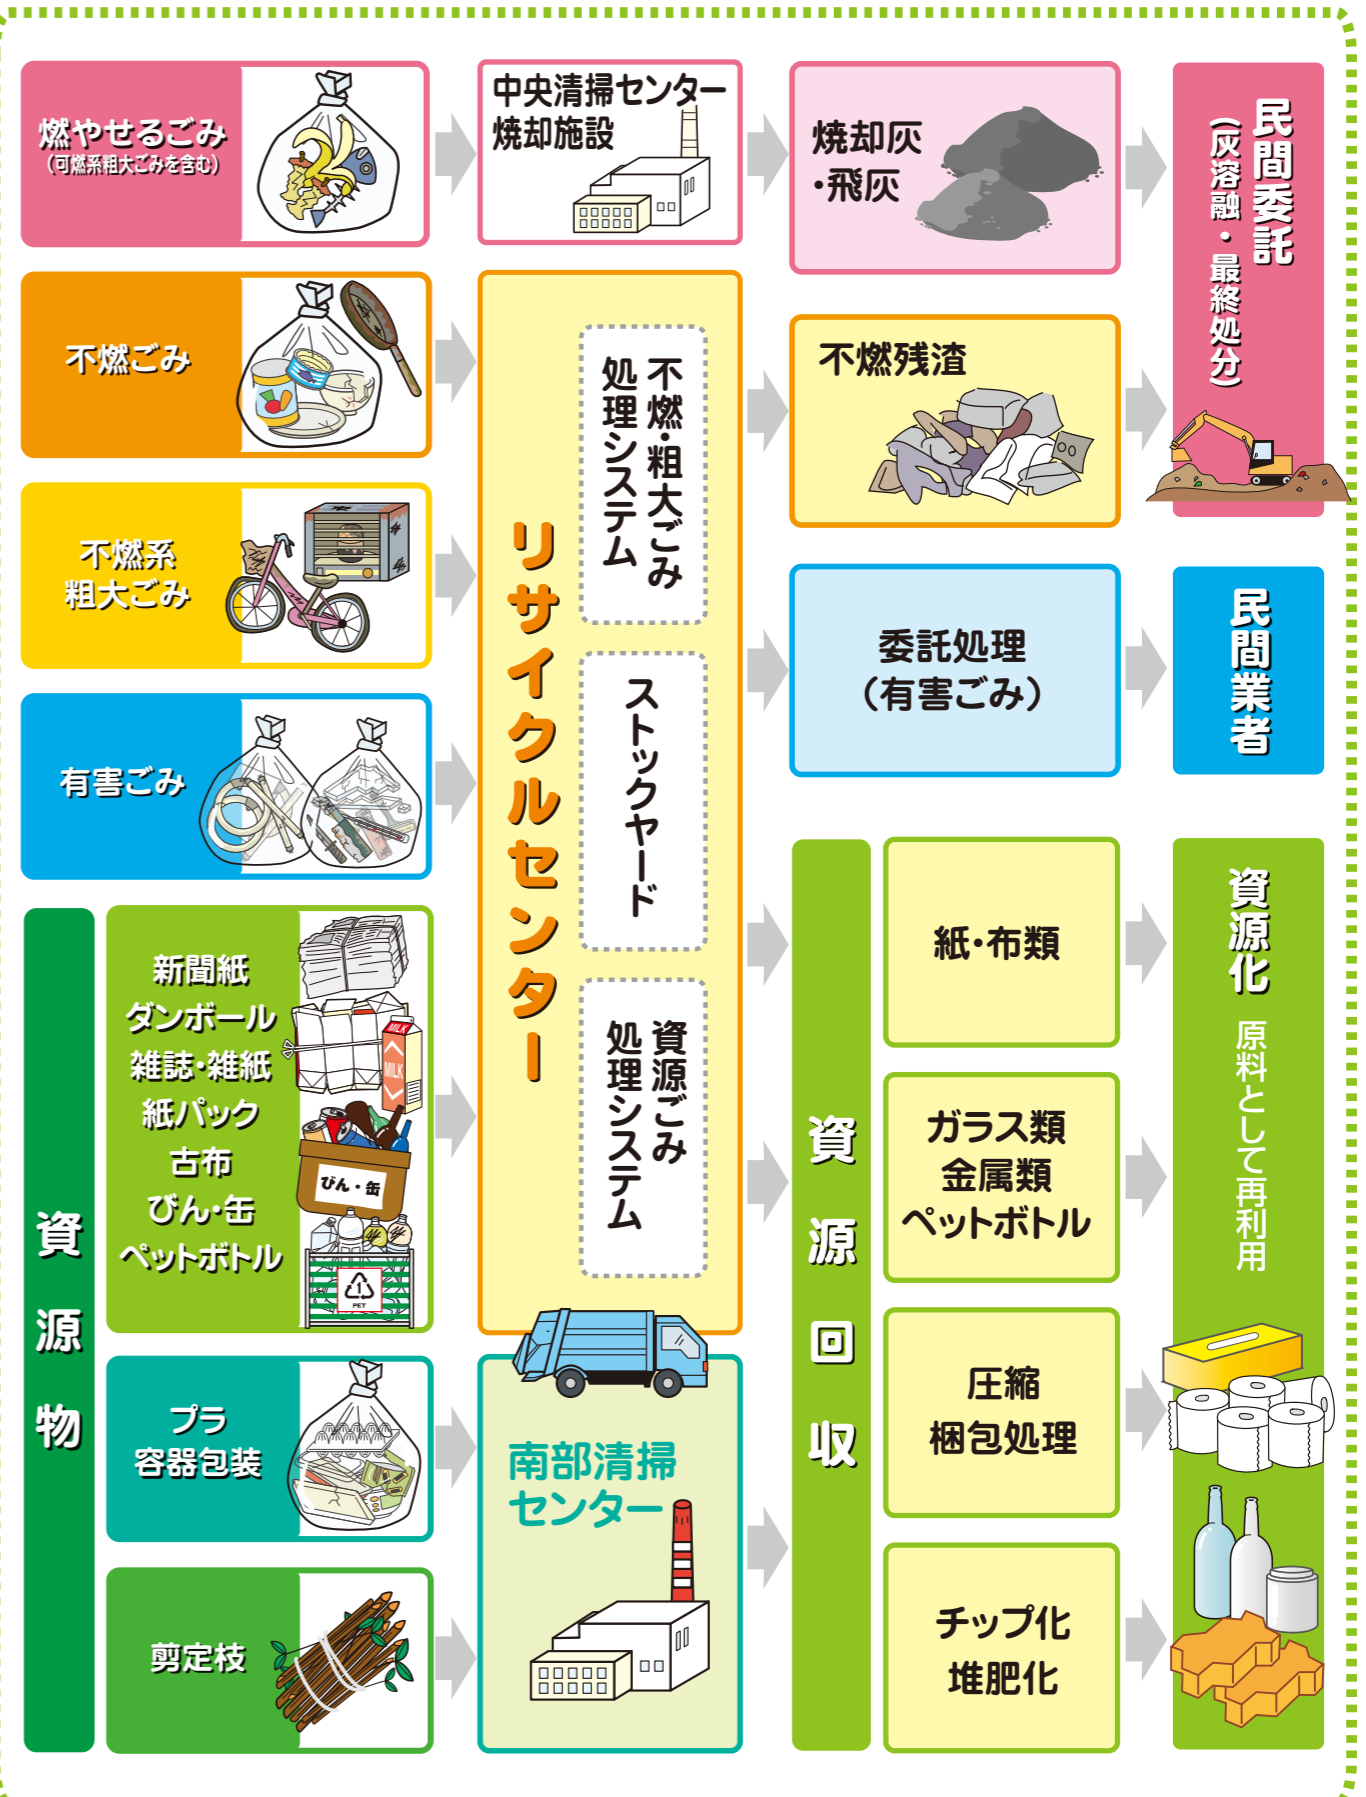 燃やせるごみ
（可燃系粗大ごみを含む）
中央清掃センター
焼却施設
焼却灰
・飛灰
民間委託
（灰溶融・最終処分）
不燃ごみ
不燃系
粗大ごみ
有害ごみ
リサイクルセンター
不燃・粗大ごみ
処理システム
ストックヤード
資源ごみ
処理システム
不燃残渣
委託処理
（有害ごみ）
民間業者
資源物
新聞紙
ダンボール
雑誌・雑紙
紙パック
古布
びん・缶
ペットボトル
MILK
MILK
びん・缶
1
PET
プラ
容器包装
剪定枝
南部清掃
センター
資源回収
紙・布類
ガラス類
金属類
ペットボトル
圧縮
梱包処理
チップ化
堆肥化
資源化 原料として再利用